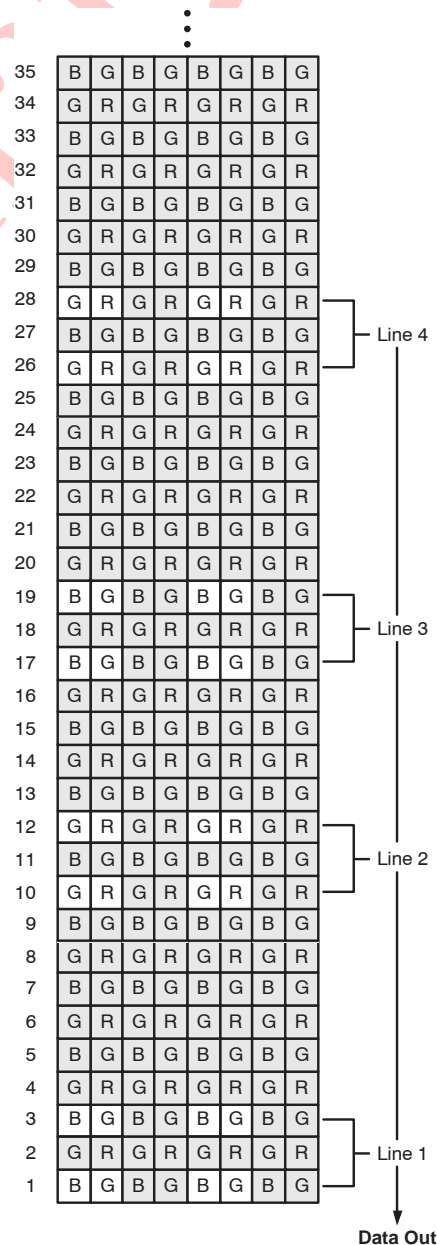 35 B G B G B G B G
34 G R G R G R G R
33 B G B G B G B G
32 G R G R G R G R
31 B G B G B G B G
30 G R G R G R G R
29 B G B G B G B G
28 G R G R G R G R
27 B G B G B G B G Line 4
26 G R G R G R G R
25 B G B G B G B G
24 G R G R G R G R
23 B G B G B G B G
22 G R G R G R G R
21 B G B G B G B G
20 G R G R G R G R
19 B G B G B G B G
18 G R G R G R G R Line 3
17 B G B G B G B G
16 G R G R G R G R
15 B G B G B G B G
14 G R G R G R G R
13 B G B G B G B G
12 G R G R G R G R
11 B G B G B G B G Line 2
10 G R G R G R G R
9 B G B G B G B G
8 G R G R G R G R
7 B G B G B G B G
6 G R G R G R G R
5 B G B G B G B G
4 G R G R G R G R
3 B G B G B G B G
2 G R G R G R G R Line 1
1 B G B G B G B G
Data Out